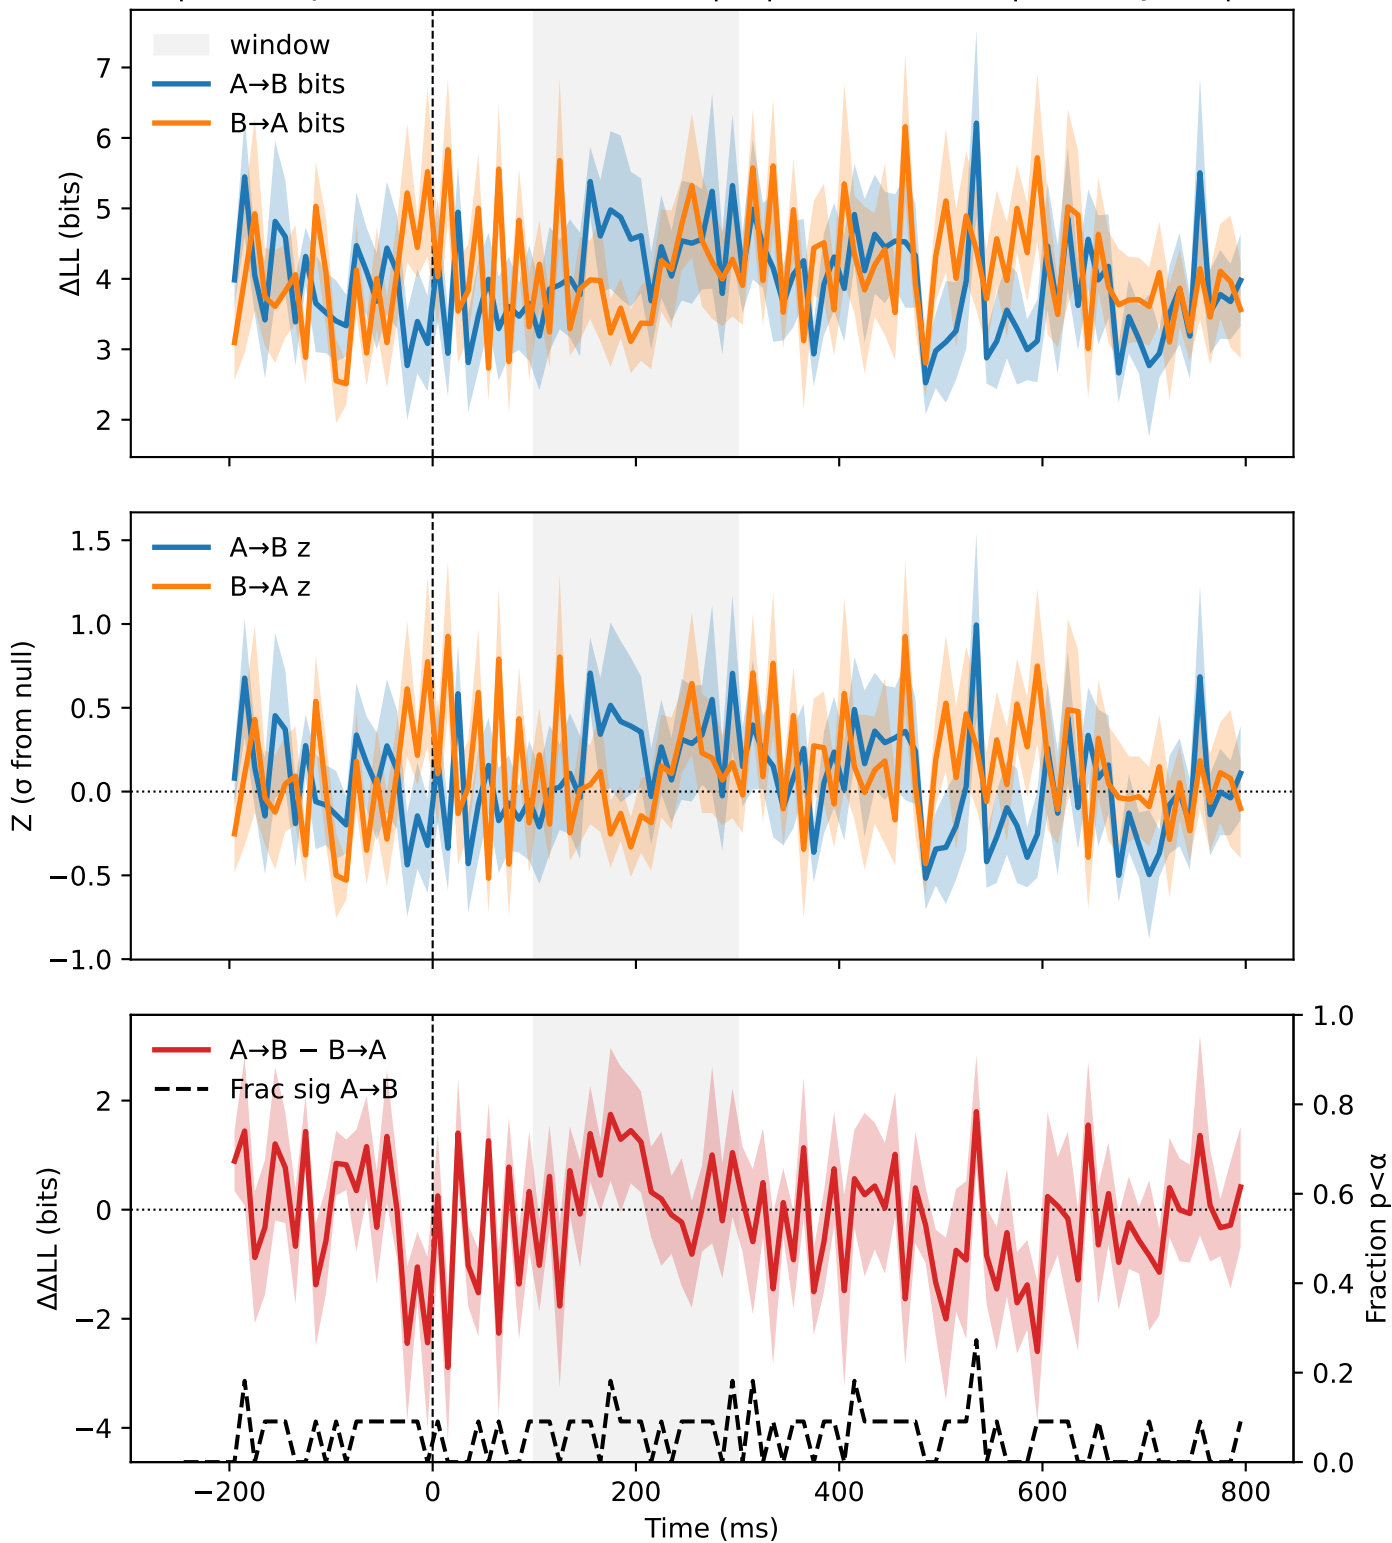 window
A→B bits
B→A bits
7
6
5
4
3
2
ΔLL (bits)
A→B z
B→A z
1.5
1.0
0.5
0.0
−0.5
−1.0
Z (σ from null)
A→B − B→A
Frac sig A→B
2
0
−2
−4
ΔΔLL (bits)
1.0
0.8
0.6
0.4
0.2
0.0
Fraction p<α
−200 0 200 400 600 800
Time (ms)